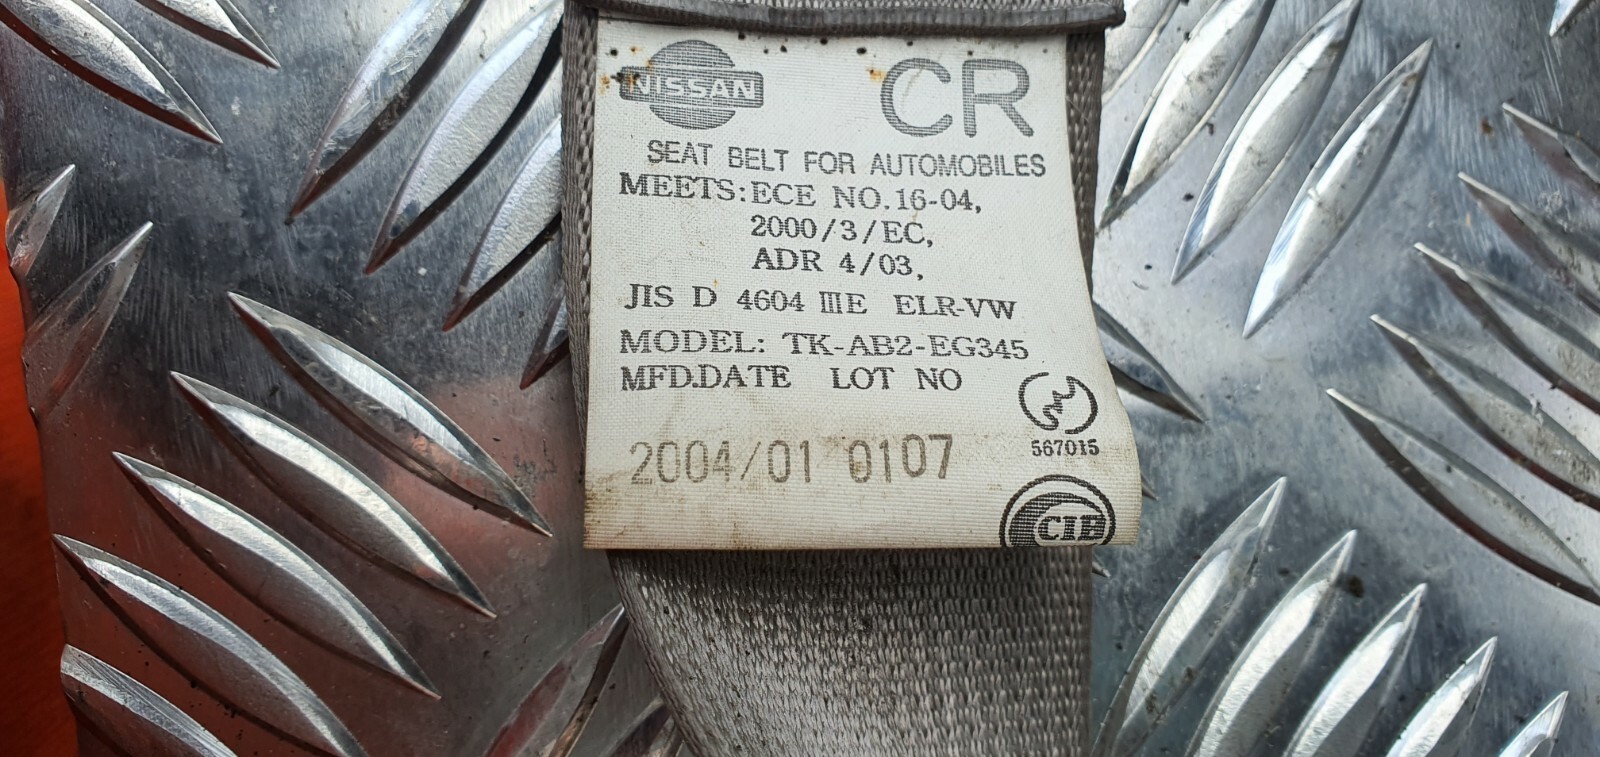 NISSAN CR
SEAT BELT FOR AUTOMOBILES
MEETS:ECE NO.16-04,
2000/3/EC,
ADR 4/03,
JIS D 4604 ⅢE ELR-VW
MODEL: TK-AB2-EG345
MFD.DATE LOT NO
2004/01 0107
567015
CIB